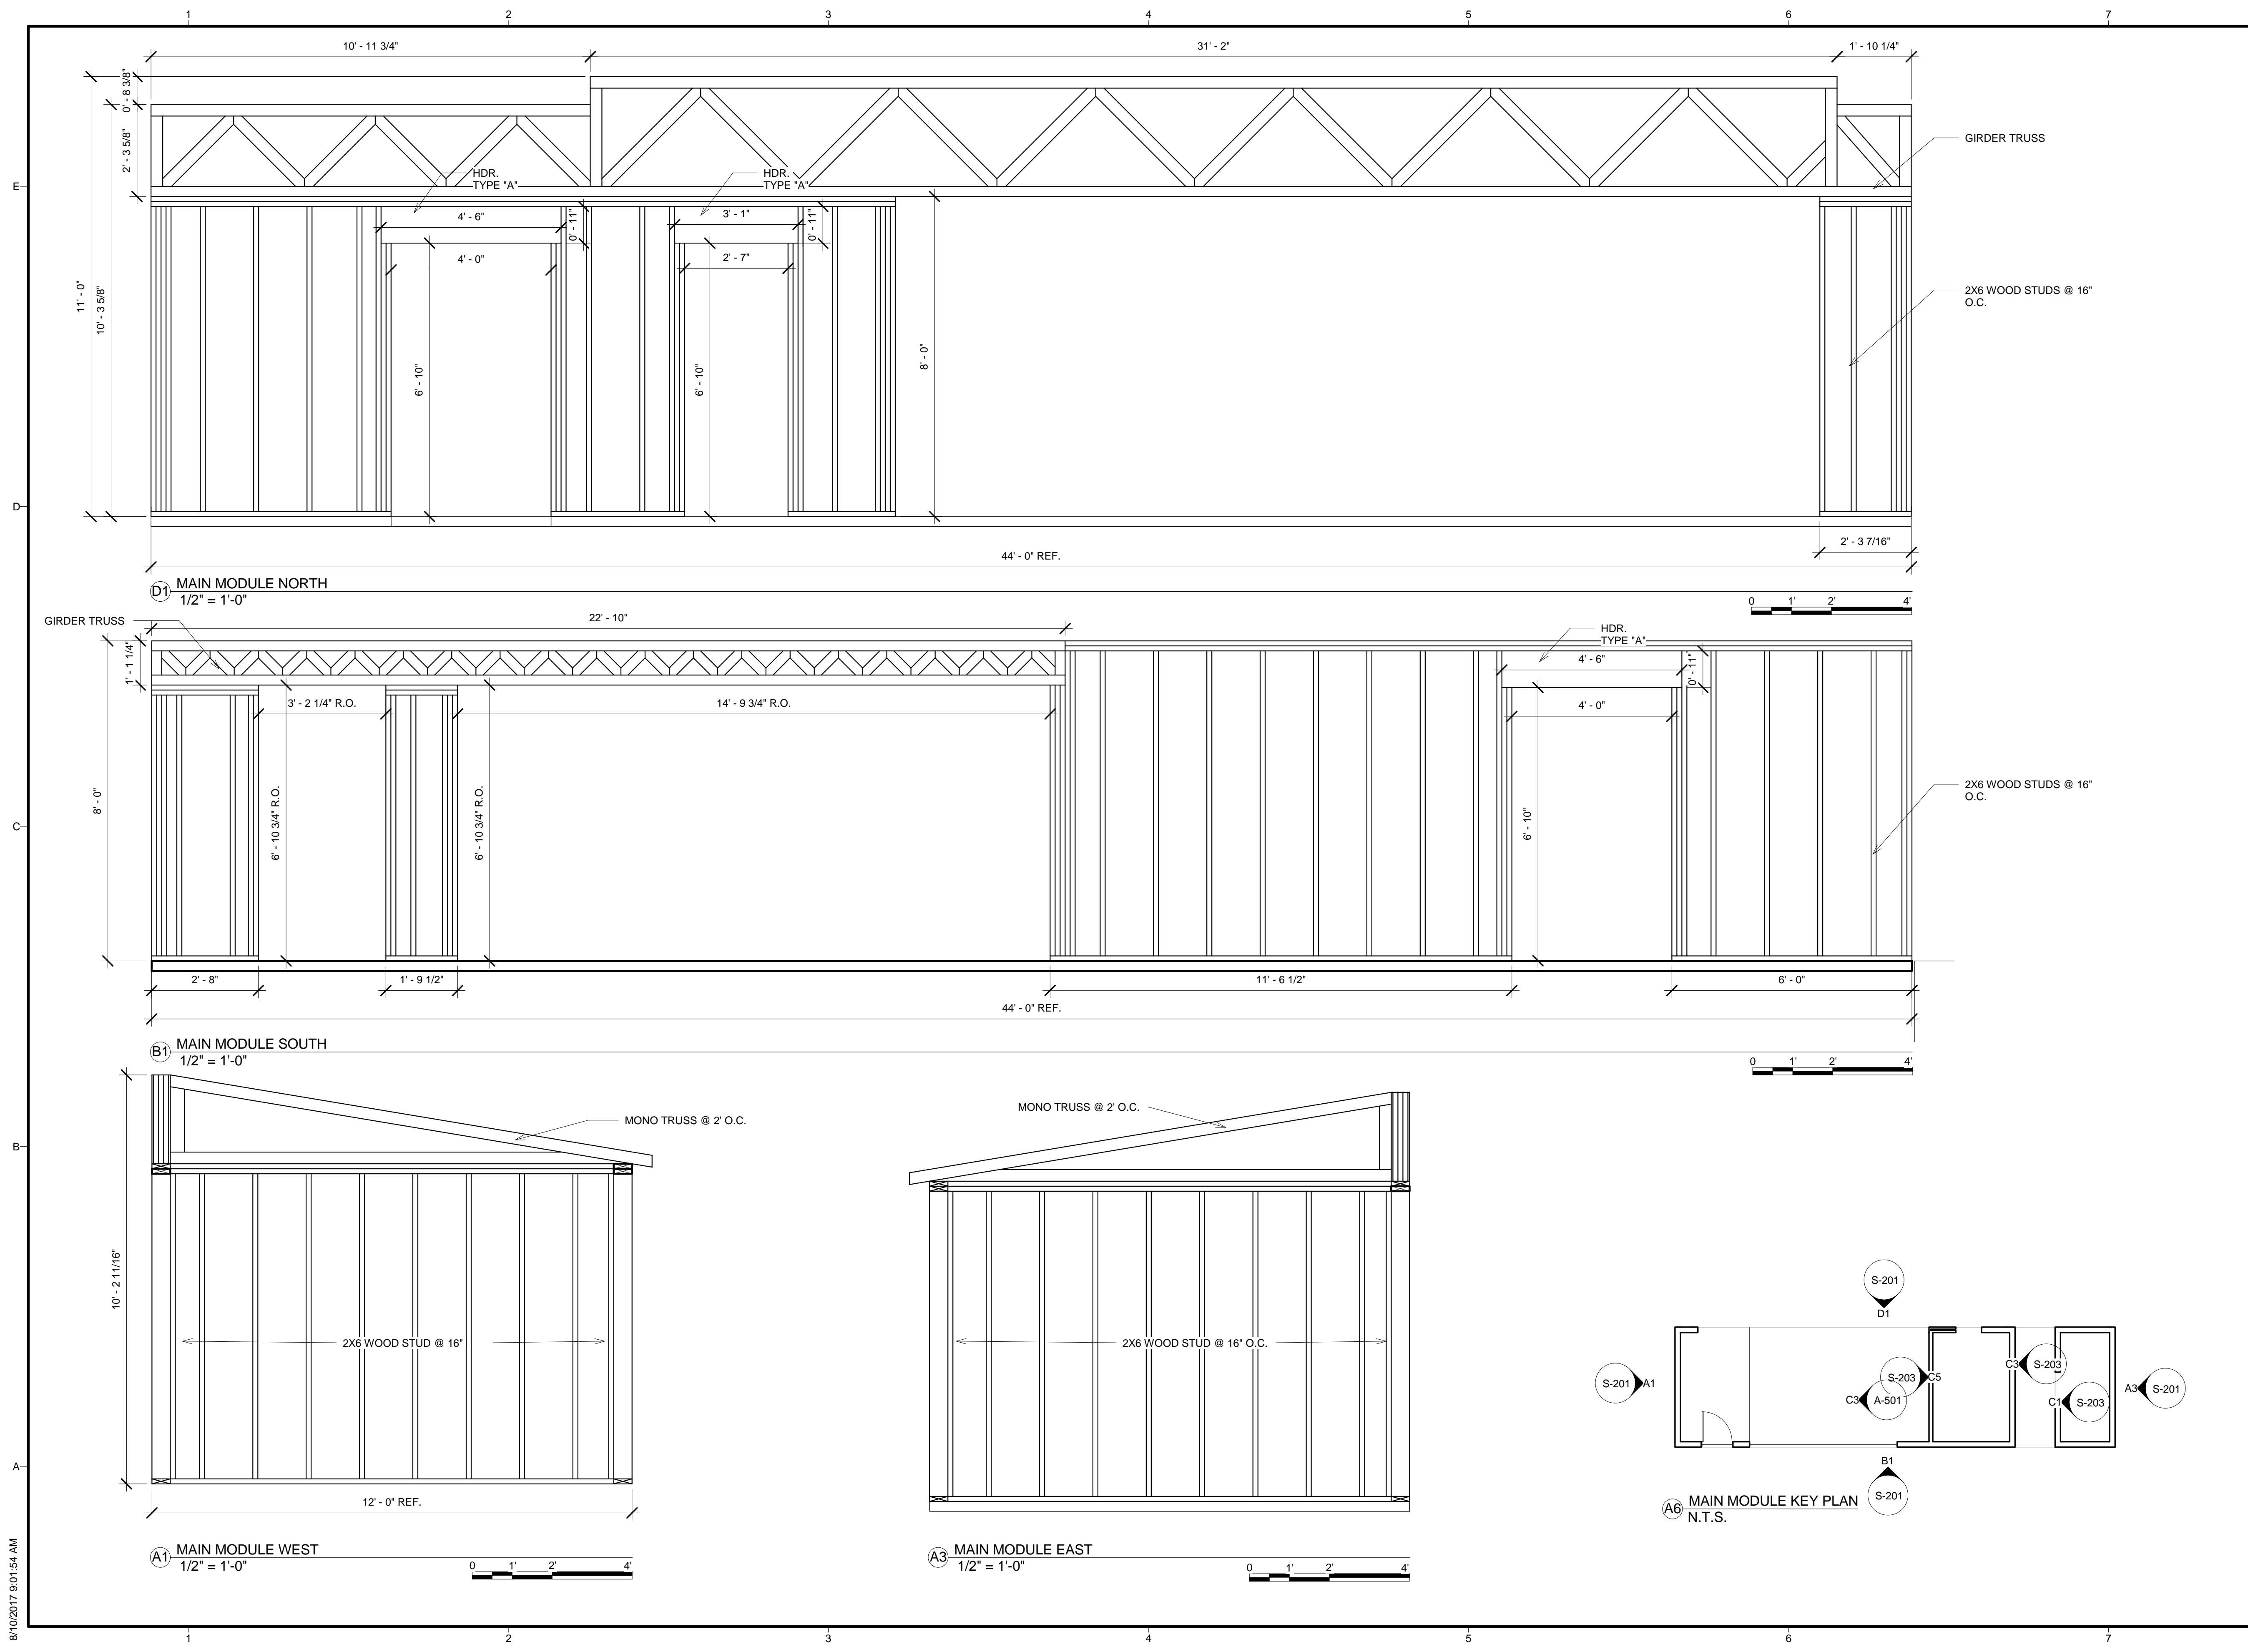 1 2 3 4 5 6 7
10' - 11 3/4" 31' - 2" 1' - 10 1/4"
0' - 8 3/8"
2' - 3 5/8"
11' - 0"
10' - 3 5/8"
GIRDER TRUSS
HDR.
TYPE "A"
HDR.
TYPE "A"
E
4' - 6" 0' - 11" 3' - 1" 0' - 11"
4' - 0" 2' - 7"
2X6 WOOD STUDS @ 16"
O.C.
6' - 10" 6' - 10" 8' - 0"
D
2' - 3 7/16"
44' - 0" REF.
D1 MAIN MODULE NORTH
1/2" = 1'-0"
0 1' 2' 4'
GIRDER TRUSS
22' - 10"
HDR.
TYPE "A"
1' - 1 1/4"
4' - 6" 0' - 11"
3' - 2 1/4" R.O. 14' - 9 3/4" R.O. 4' - 0"
2X6 WOOD STUDS @ 16"
O.C.
8' - 0"
6' - 10 3/4" R.O. 6' - 10 3/4" R.O. 6' - 10"
C
2' - 8" 1' - 9 1/2" 11' - 6 1/2" 6' - 0"
44' - 0" REF.
B1 MAIN MODULE SOUTH
1/2" = 1'-0"
0 1' 2' 4'
MONO TRUSS @ 2' O.C.
MONO TRUSS @ 2' O.C.
B
10' - 2 11/16"
2X6 WOOD STUD @ 16"
2X6 WOOD STUD @ 16" O.C.
A
12' - 0" REF.
A1 MAIN MODULE WEST
1/2" = 1'-0"
0 1' 2' 4'
A3 MAIN MODULE EAST
1/2" = 1'-0"
0 1' 2' 4'
S-201
D1
C3 S-203
S-201 A1
S-203 C5
A3 S-201
C3 A-501
C1 S-203
B1
S-201
A6 MAIN MODULE KEY PLAN
N.T.S.
8/10/2017 9:01:54 AM
1 2 3 4 5 6 7